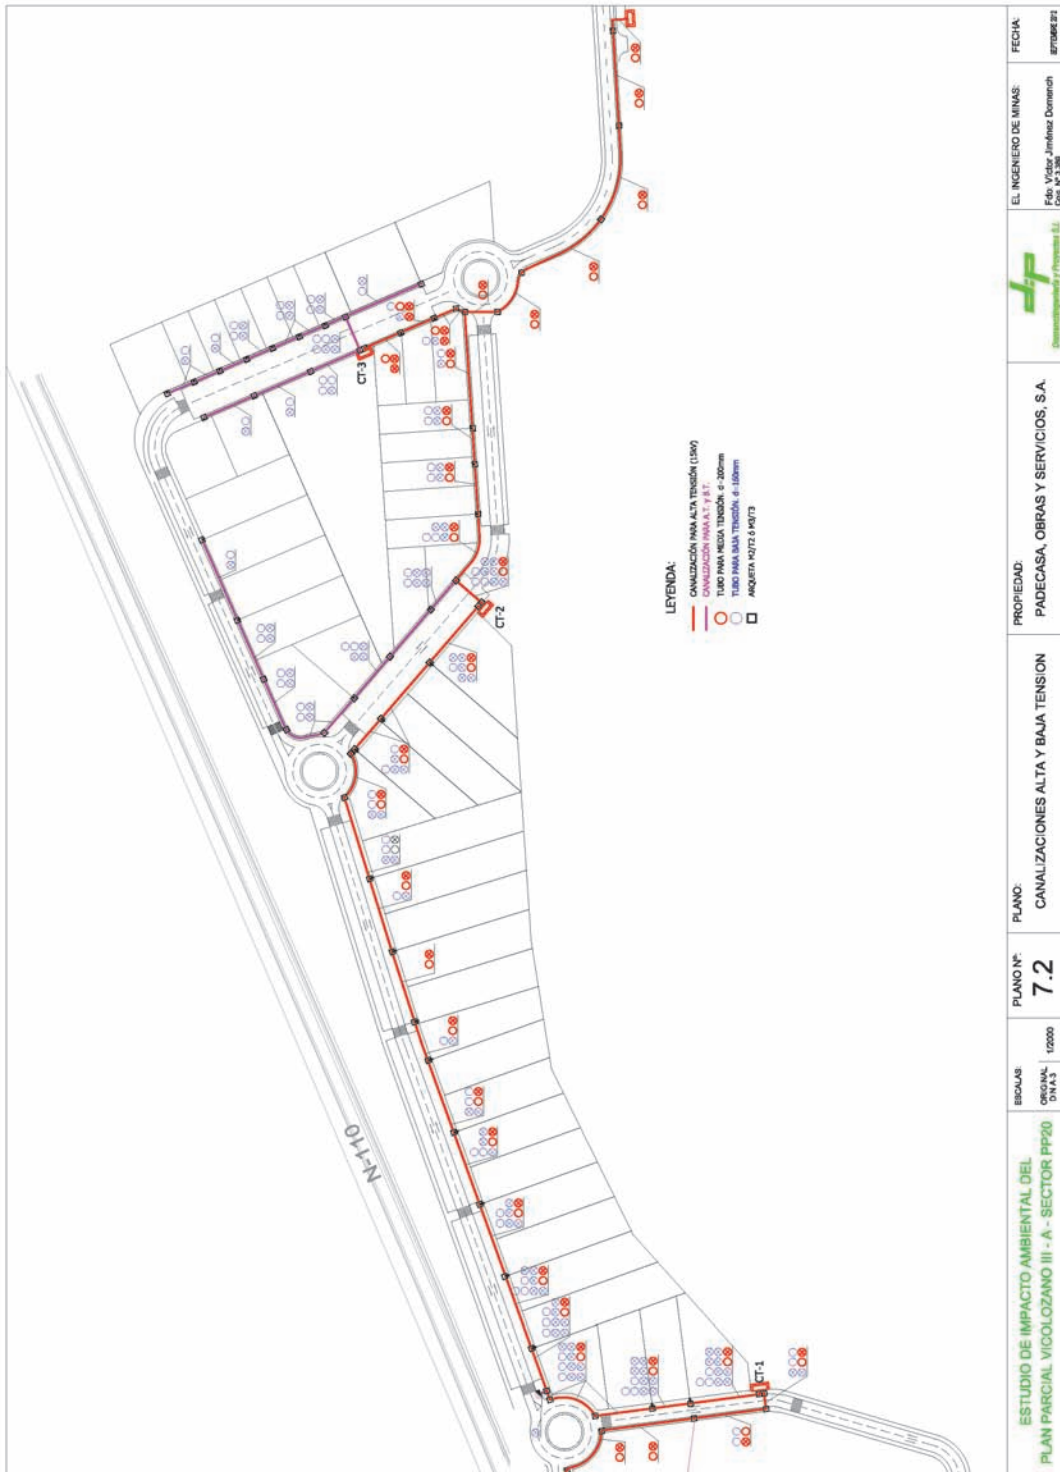 N-110
CT-3
CT-2
CT-1
LEYENDA:
CANALIZACIÓN PARA ALTA TENSIÓN (15kV)
CANALIZACIÓN PARA A.T. y B.T.
TUBO PARA MEDIA TENSIÓN. d=200mm
TUBO PARA BAJA TENSIÓN. d=160mm
ARQUETA M2/T2 ó M3/T3
ESTUDIO DE IMPACTO AMBIENTAL DEL
PLAN PARCIAL VICOLOZANO III - A - SECTOR PP20
ESCALAS:
ORIGINAL
DIN A-3
1/2000
PLANO Nº:
7.2
PLANO:
CANALIZACIONES ALTA Y BAJA TENSION
PROPIEDAD:
PADECASA, OBRAS Y SERVICIOS, S.A.
EL INGENIERO DE MINAS:
Fdo: Víctor Jiménez Domench
FECHA: